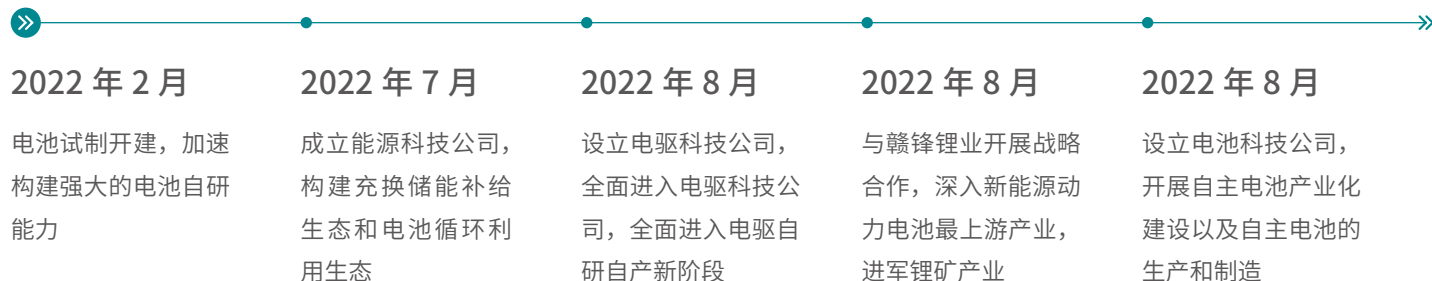 2022 年 2 月
电池试制开建，加速
构建强大的电池自研
能力
2022 年 7 月
成立能源科技公司，
构建充换储能补给
生态和电池循环利
用生态
2022 年 8 月
设立电驱科技公司，
全面进入电驱科技公
司，全面进入电驱自
研自产新阶段
2022 年 8 月
与赣锋锂业开展战略
合作，深入新能源动
力电池最上游产业，
进军锂矿产业
2022 年 8 月
设立电池科技公司，
开展自主电池产业化
建设以及自主电池的
生产和制造